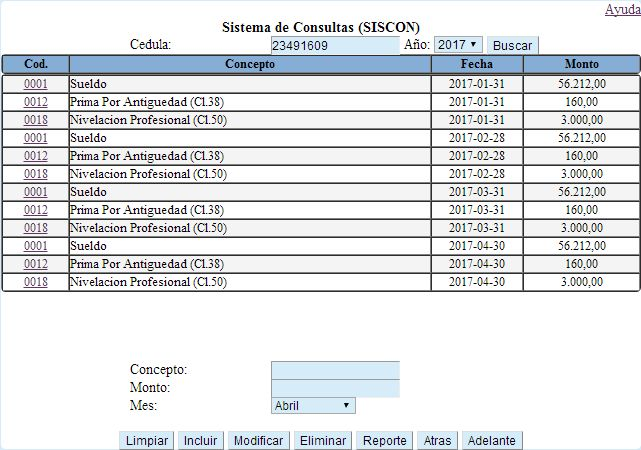 Ayuda
Sistema de Consultas (SISCON)
Cedula: 23491609 Año: 2017 Buscar
Cod. Concepto Fecha Monto
0001 Sueldo 2017-01-31 56.212,00
0012 Prima Por Antiguedad (Cl.38) 2017-01-31 160,00
0018 Nivelacion Profesional (Cl.50) 2017-01-31 3.000,00
0001 Sueldo 2017-02-28 56.212,00
0012 Prima Por Antiguedad (Cl.38) 2017-02-28 160,00
0018 Nivelacion Profesional (Cl.50) 2017-02-28 3.000,00
0001 Sueldo 2017-03-31 56.212,00
0012 Prima Por Antiguedad (Cl.38) 2017-03-31 160,00
0018 Nivelacion Profesional (Cl.50) 2017-03-31 3.000,00
0001 Sueldo 2017-04-30 56.212,00
0012 Prima Por Antiguedad (Cl.38) 2017-04-30 160,00
0018 Nivelacion Profesional (Cl.50) 2017-04-30 3.000,00
Concepto:
Monto:
Mes: Abril
Limpiar Incluir Modificar Eliminar Reporte Atras Adelante